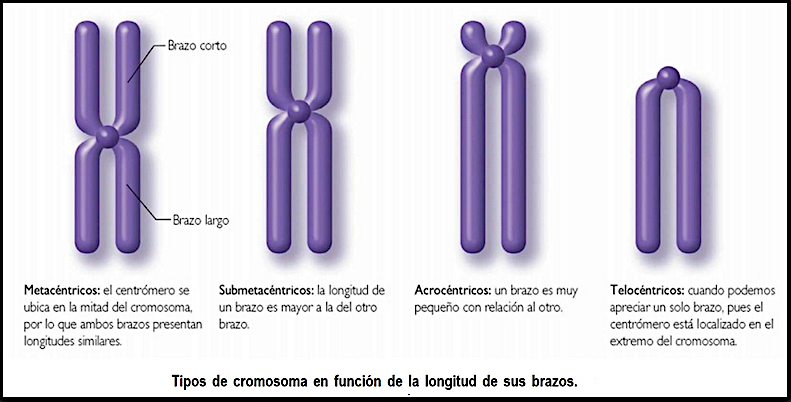 Brazo corto
Brazo largo
Metacéntricos: el centrómero se
ubica en la mitad del cromosoma,
por lo que ambos brazos presentan
longitudes similares.
Submetacéntricos: la longitud de
un brazo es mayor a la del otro
brazo.
Acrocéntricos: un brazo es muy
pequeño con relación al otro.
Telocéntricos: cuando podemos
apreciar un solo brazo, pues el
centrómero está localizado en el
extremo del cromosoma.
Tipos de cromosoma en función de la longitud de sus brazos.